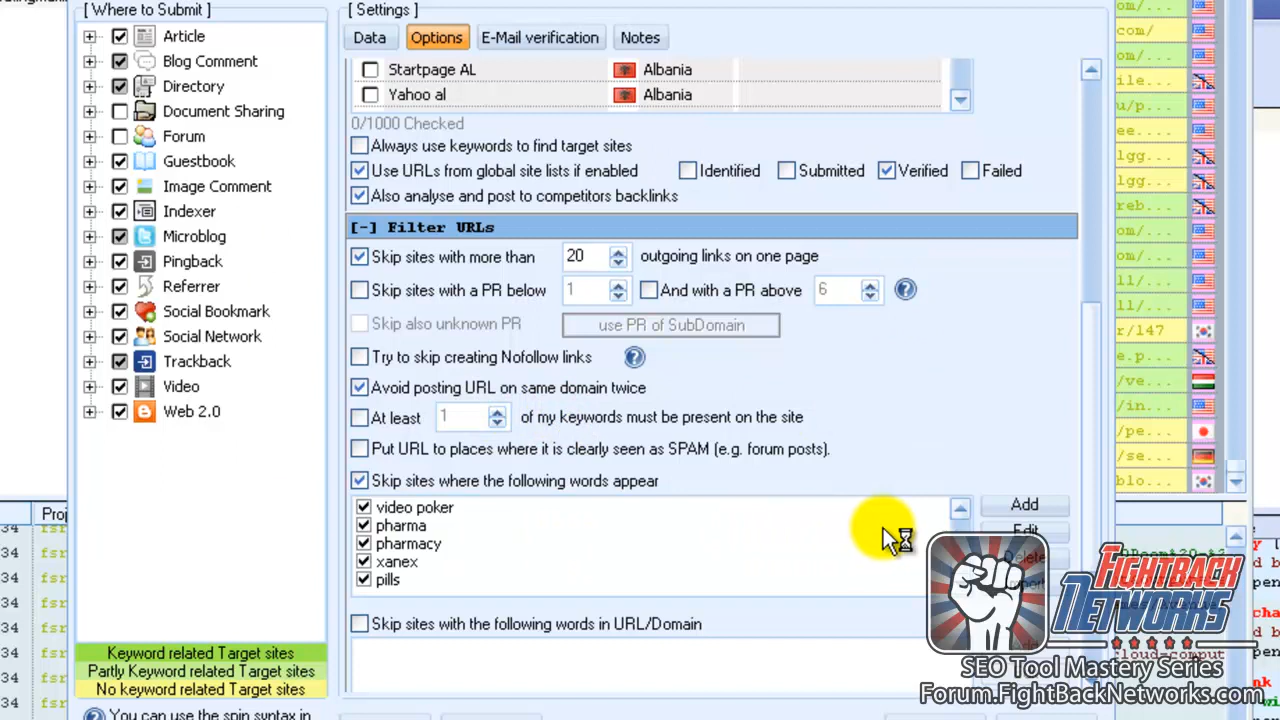 [ Where to Submit ]
Article
Blog Comment
Directory
Document Sharing
Forum
Guestbook
Image Comment
Indexer
Microblog
Pingback
Referrer
Social Bookmark
Social Network
Trackback
Video
Web 2.0
Keyword related Target sites
Partly Keyword related Target sites
No keyword related Target sites
You can use the spin syntax in
[ Settings ]
Data Options E-Mail verification Notes
Startpage AL Albania
Yahoo al Albania
0/1000 Checked
Always use keywords to find target sites
Use URLs from global site lists if enabled Identified Submitted Verified Failed
Also analyse and post to competitors backlinks
[-] Filter URLs
Skip sites with more than 20 outgoing links on one page
Skip sites with a PR below 1 And with a PR above 6
Skip also unknown PR use PR of SubDomain
Try to skip creating Nofollow links
Avoid posting URL on same domain twice
At least 1 of my keywords must be present on the site
Put URL to places where it is clearly seen as SPAM (e.g. forum posts).
Skip sites where the following words appear
video poker
pharma
pharmacy
xanex
pills
Add
Edit
Delete
Skip sites with the following words in URL/Domain
om/
com/
om/...
ile...
u/p...
ee....
lgg...
lgg...
reb...
om/...
om/...
ll/...
ll/...
r/147
e.p...
/ve...
/in...
/pe...
/se...
blo...
34 fsr
34 fsr
34 fsr
34 fsr
34 fsr
34 fsr
FIGHTBACK
NETWORKS
SEO Tool Mastery Series
Forum.FightBackNetworks.com